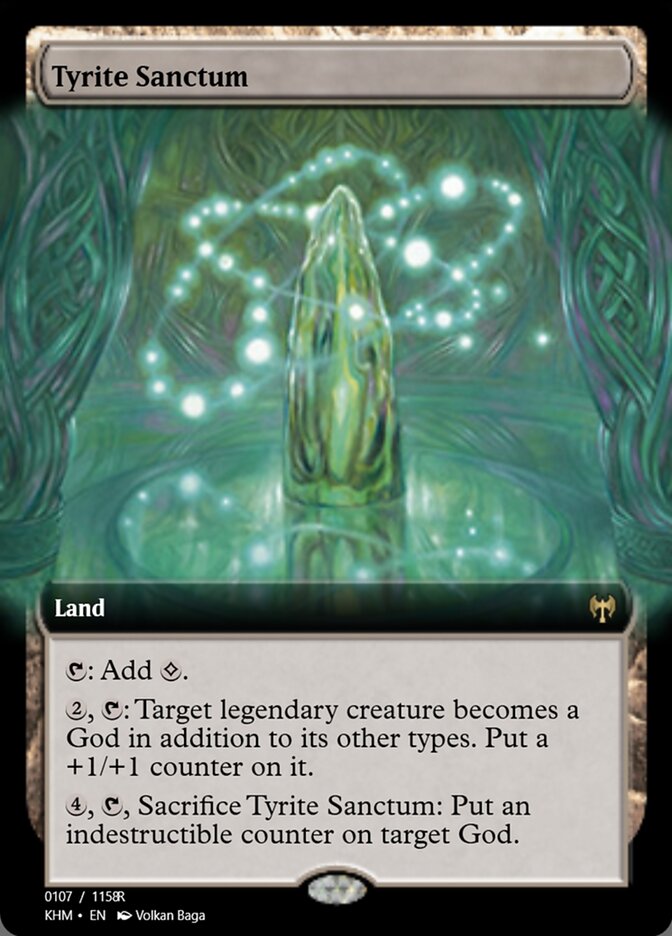 Tyrite Sanctum
Land
: Add .
2, : Target legendary creature becomes a
God in addition to its other types. Put a
+1/+1 counter on it.
4, , Sacrifice Tyrite Sanctum: Put an
indestructible counter on target God.
0107 / 1158R
KHM • EN Volkan Baga